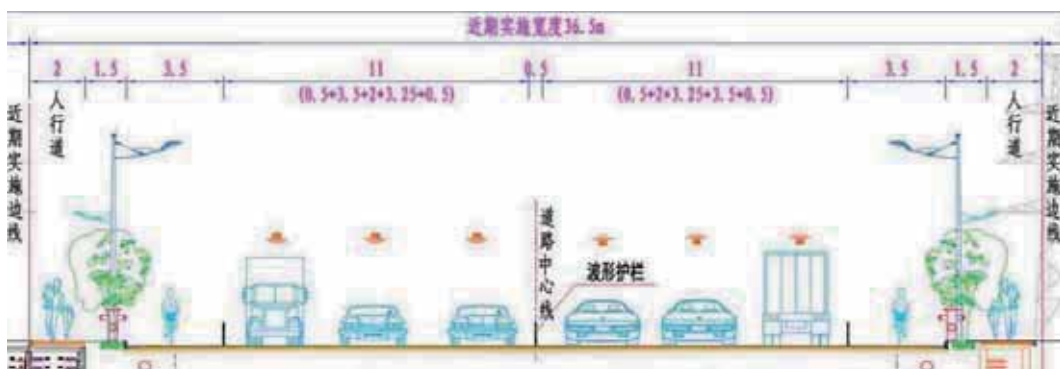 近期实施宽度36.5m
2 1.5 3.5 11 0.5 11 3.5 1.5 2
(0.5+3.5+2*3.25+0.5) (0.5+2*3.25+3.5+0.5)
近期实施边线
人行道
道路中心线
波形护栏
人行道
近期实施边线